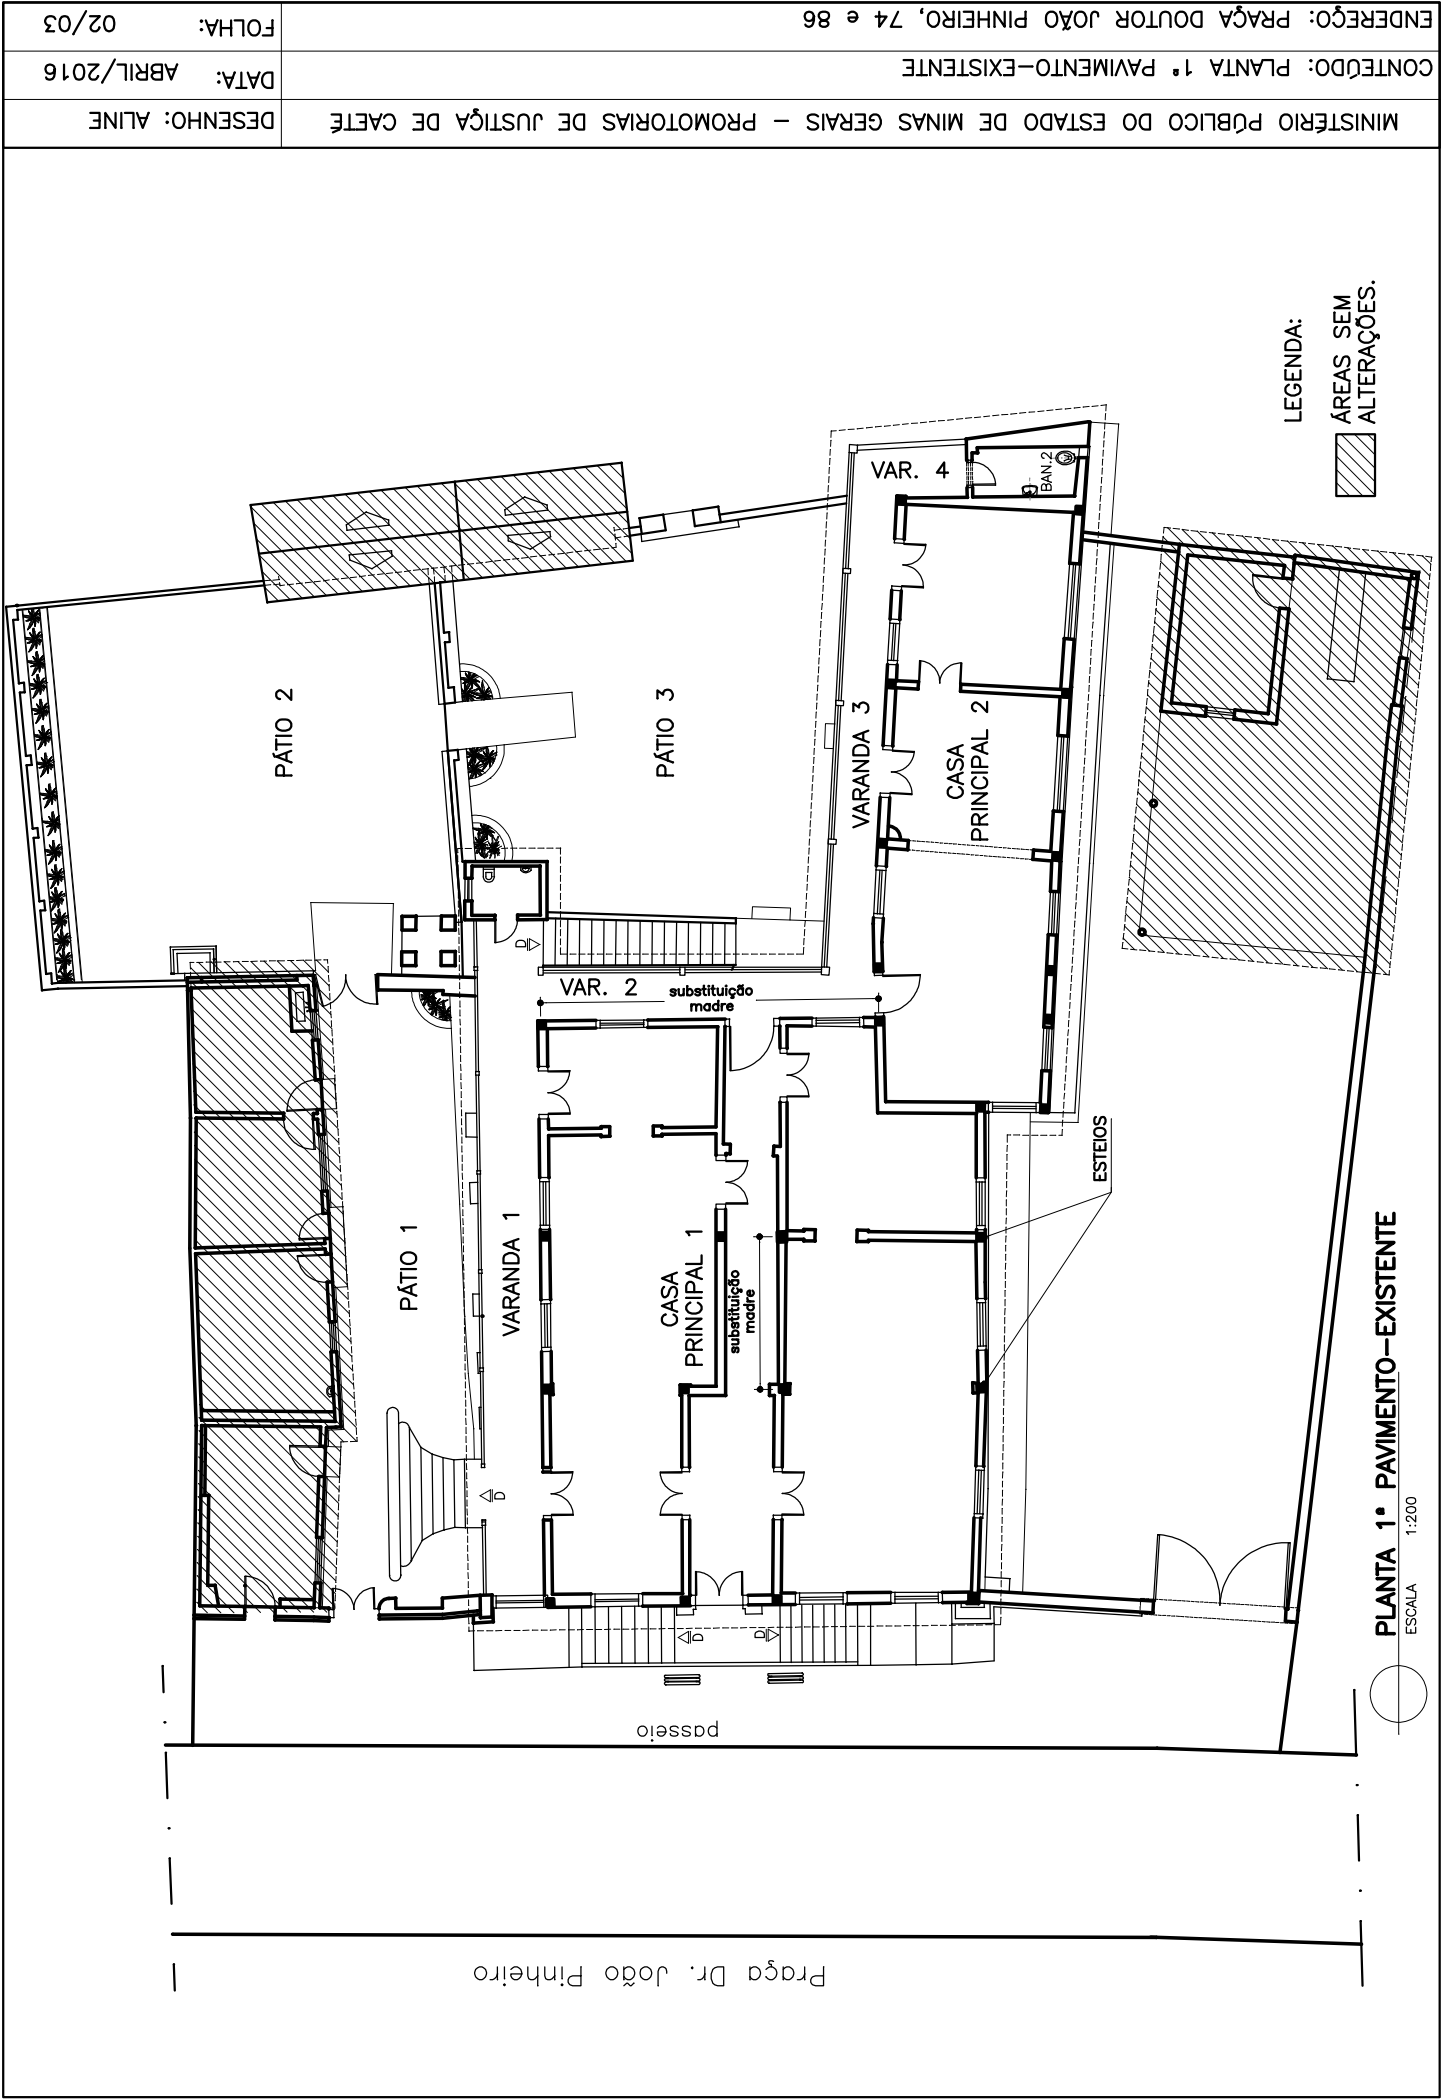 MINISTÉRIO PÚBLICO DO ESTADO DE MINAS GERAIS – PROMOTORIAS DE JUSTIÇA DE CAETÉ
DESENHO: ALINE
CONTEÚDO: PLANTA 1ª PAVIMENTO-EXISTENTE
DATA: ABRIL/2016
ENDEREÇO: PRAÇA DOUTOR JOÃO PINHEIRO, 74 e 86
FOLHA: 02/03
LEGENDA:
ÁREAS SEM
ALTERAÇÕES.
PÁTIO 2
PÁTIO 3
VAR. 4
BAN.2
VARANDA 3
CASA
PRINCIPAL 2
D
VAR. 2
substituição
madre
PÁTIO 1
VARANDA 1
CASA
PRINCIPAL 1
substituição
madre
ESTEIOS
D
D
D
passeio
Praça Dr. João Pinheiro
PLANTA 1ª PAVIMENTO-EXISTENTE
ESCALA 1:200